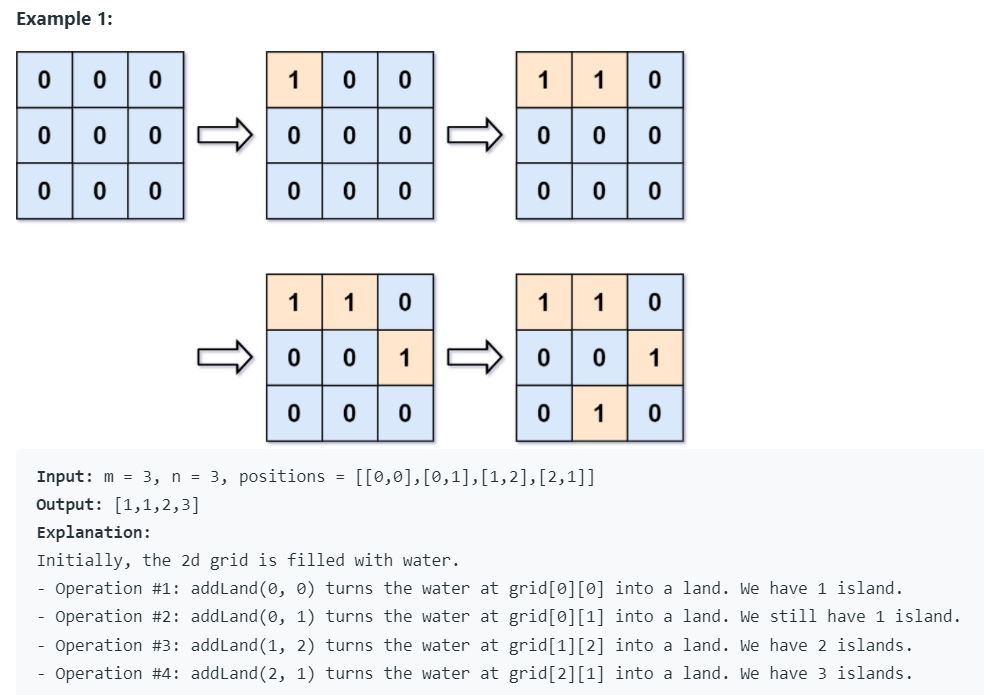 Example 1:
0 0 0 1 0 0 1 1 0
0 0 0 0 0 0 0 0 0
0 0 0 0 0 0 0 0 0
1 1 0 1 1 0
0 0 1 0 0 1
0 0 0 0 1 0
Input: m = 3, n = 3, positions = [[0,0],[0,1],[1,2],[2,1]]
Output: [1,1,2,3]
Explanation:
Initially, the 2d grid is filled with water.
- Operation #1: addLand(0, 0) turns the water at grid[0][0] into a land. We have 1 island.
- Operation #2: addLand(0, 1) turns the water at grid[0][1] into a land. We still have 1 island.
- Operation #3: addLand(1, 2) turns the water at grid[1][2] into a land. We have 2 islands.
- Operation #4: addLand(2, 1) turns the water at grid[2][1] into a land. We have 3 islands.